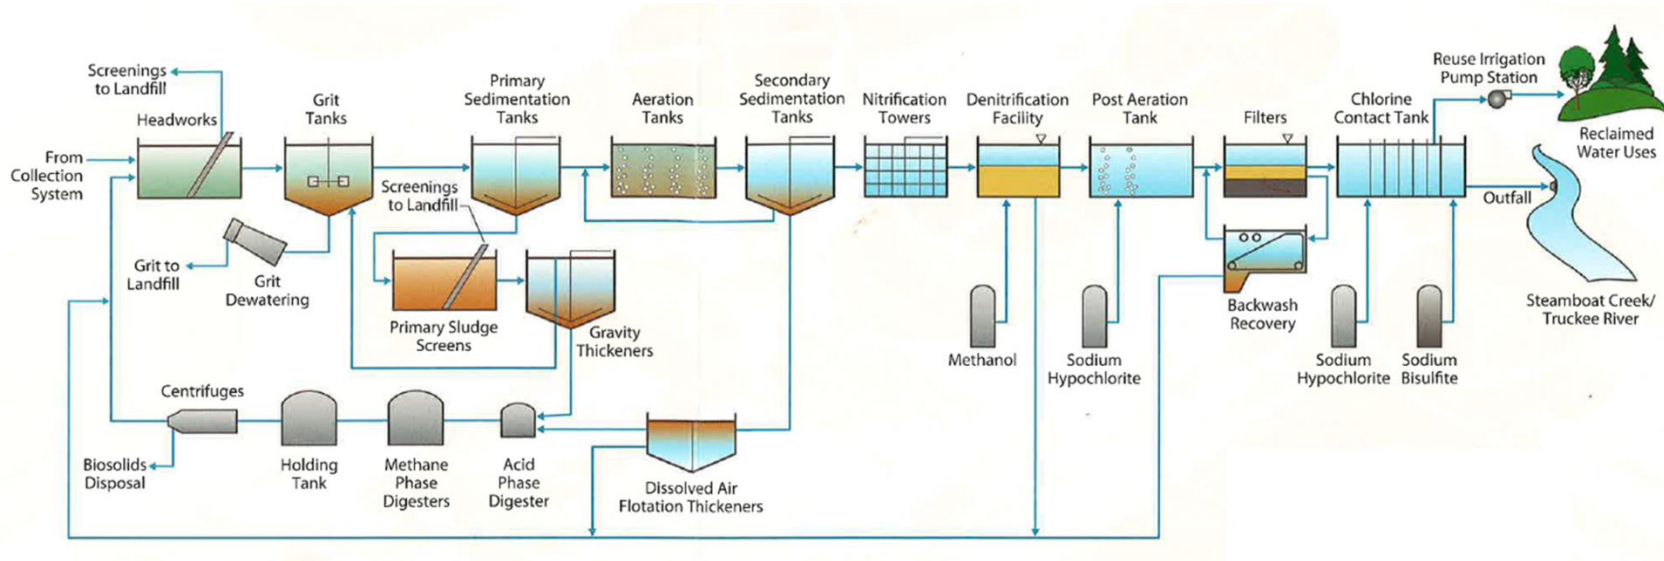 Screenings
to Landfill
Headworks
From
Collection
System
Grit
Tanks
Primary
Sedimentation
Tanks
Aeration
Tanks
Secondary
Sedimentation
Tanks
Nitrification
Towers
Denitrification
Facility
Post Aeration
Tank
Filters
Chlorine
Contact Tank
Reuse Irrigation
Pump Station
Reclaimed
Water Uses
Outfall
Steamboat Creek/
Truckee River
Grit to
Landfill
Grit
Dewatering
Screenings
to Landfill
Primary Sludge
Screens
Gravity
Thickeners
Methanol
Sodium
Hypochlorite
Backwash
Recovery
Sodium
Hypochlorite
Sodium
Bisulfite
Centrifuges
Biosolids
Disposal
Holding
Tank
Methane
Phase
Digesters
Acid
Phase
Digester
Dissolved Air
Flotation Thickeners